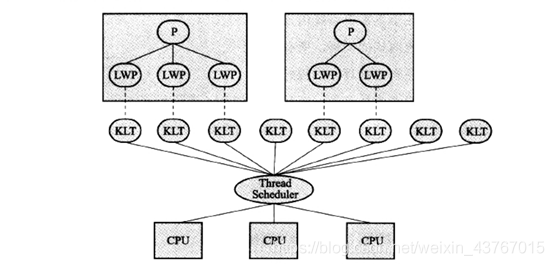 P P
LWP LWP LWP LWP LWP
KLT KLT KLT KLT KLT KLT KLT KLT
Thread
Scheduler
CPU CPU CPU
https://blog.csdn.net/weixin_43767015